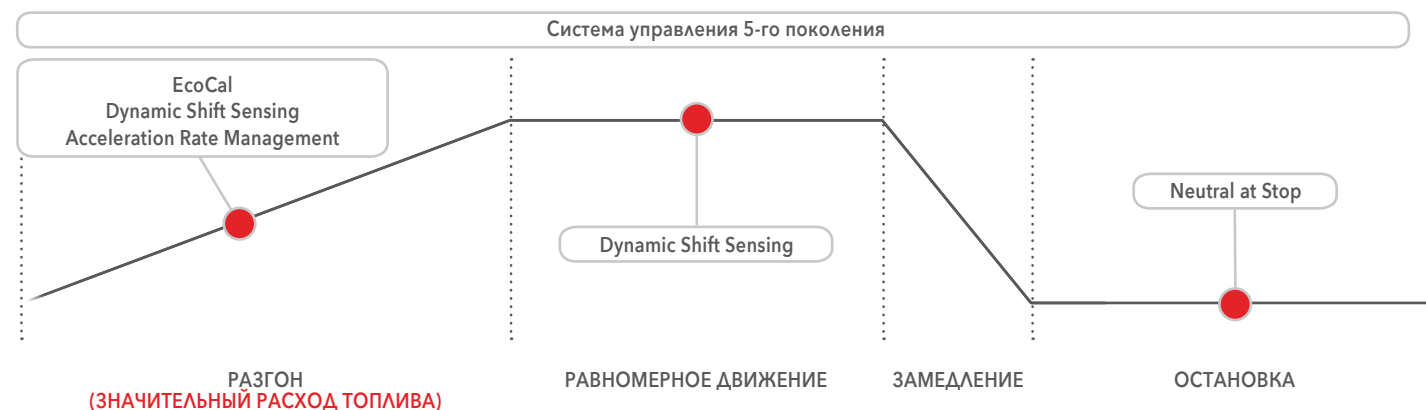 Система управления 5-го поколения
EcoCal
Dynamic Shift Sensing
Acceleration Rate Management
Neutral at Stop
Dynamic Shift Sensing
РАЗГОН
(ЗНАЧИТЕЛЬНЫЙ РАСХОД ТОПЛИВА)
РАВНОМЕРНОЕ ДВИЖЕНИЕ
ЗАМЕДЛЕНИЕ
ОСТАНОВКА